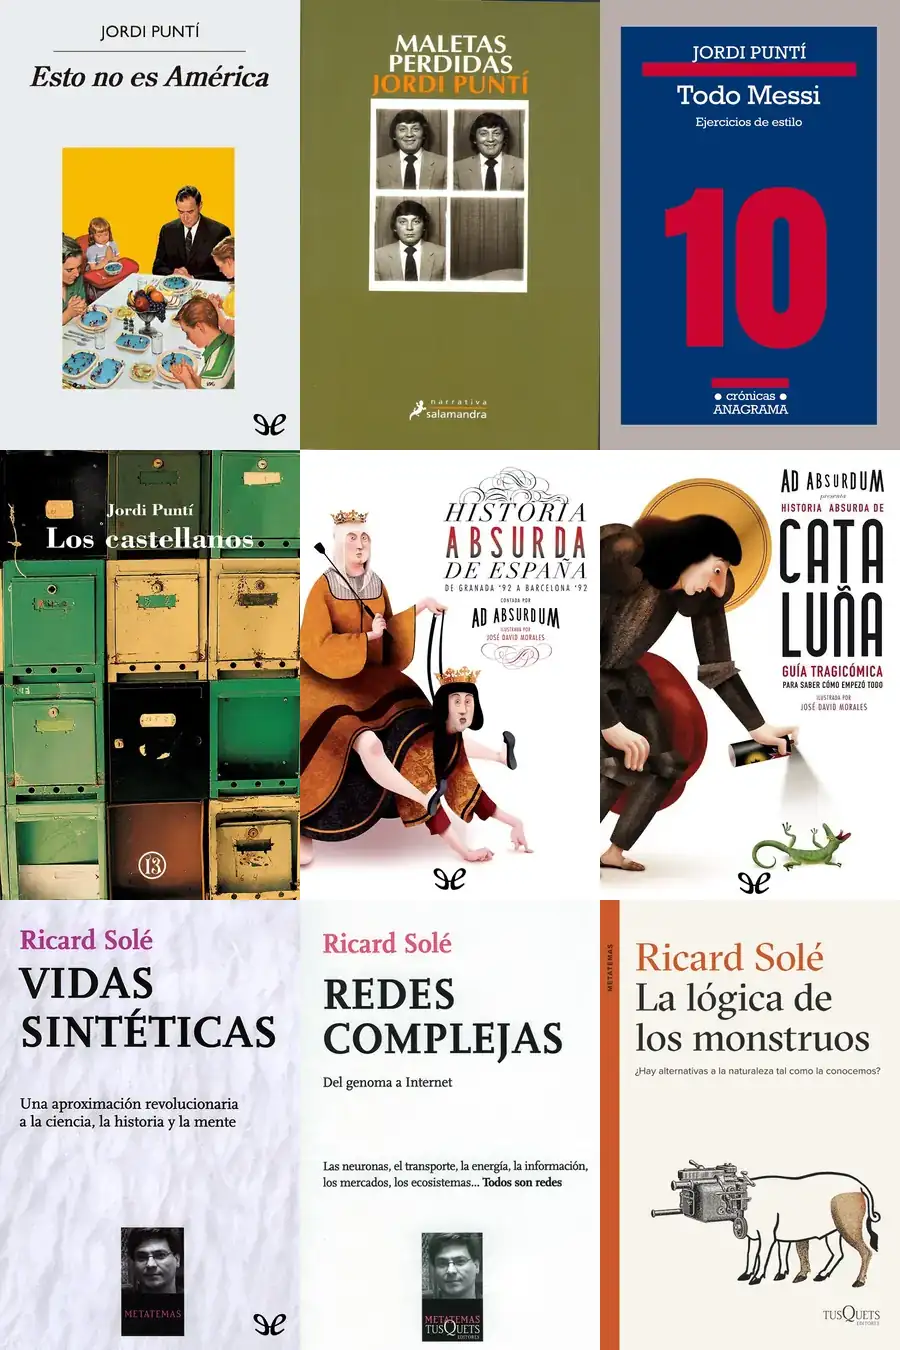 JORDI PUNTÍ
Esto no es América
MALETAS
PERDIDAS
JORDI PUNTÍ
narrativa
salamandra
JORDI PUNTÍ
Todo Messi
Ejercicios de estilo
10
• crónicas •
ANAGRAMA
Jordi Puntí
Los castellanos
13
HISTORIA
ABSURDA
DE ESPAÑA
DE GRANADA '92 A BARCELONA '92
CONTADA POR
AD ABSURDUM
ILUSTRADA POR
JOSÉ DAVID MORALES
AD ABSURDUM
presenta
HISTORIA ABSURDA DE
CATA
LUÑA
GUÍA TRAGICÓMICA
PARA SABER CÓMO EMPEZÓ TODO
ILUSTRADA POR
JOSÉ DAVID MORALES
Ricard Solé
VIDAS
SINTÉTICAS
Una aproximación revolucionaria
a la ciencia, la historia y la mente
METATEMAS
Ricard Solé
REDES
COMPLEJAS
Del genoma a Internet
Las neuronas, el transporte, la energía, la información,
los mercados, los ecosistemas... Todos son redes
METATEMAS
TUSQUETS
EDITORES
METATEMAS
Ricard Solé
La lógica de
los monstruos
¿Hay alternativas a la naturaleza tal como la conocemos?
TUSQUETS
EDITORES